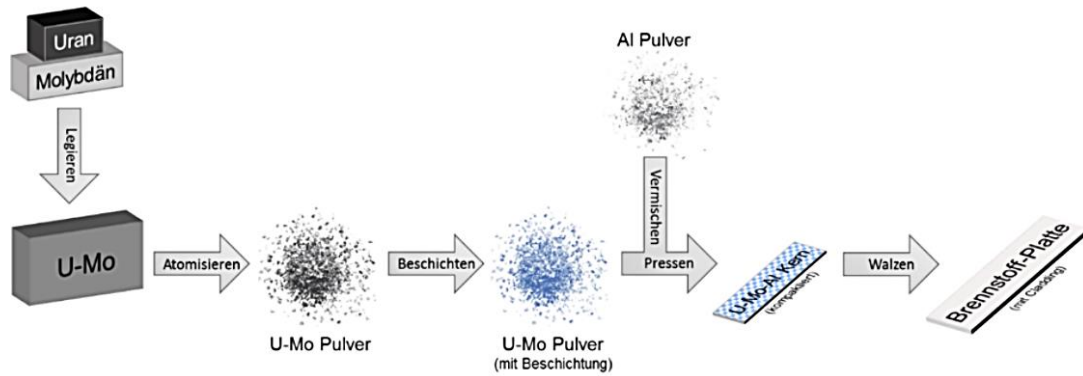 Uran
Molybdän
Legieren
U-Mo
Atomisieren
U-Mo Pulver
Beschichten
U-Mo Pulver
(mit Beschichtung)
Al Pulver
Vermischen
Pressen
U-Mo-Al Kern
(kompaktiert)
Walzen
Brennstoff-Platte
(mit Cladding)